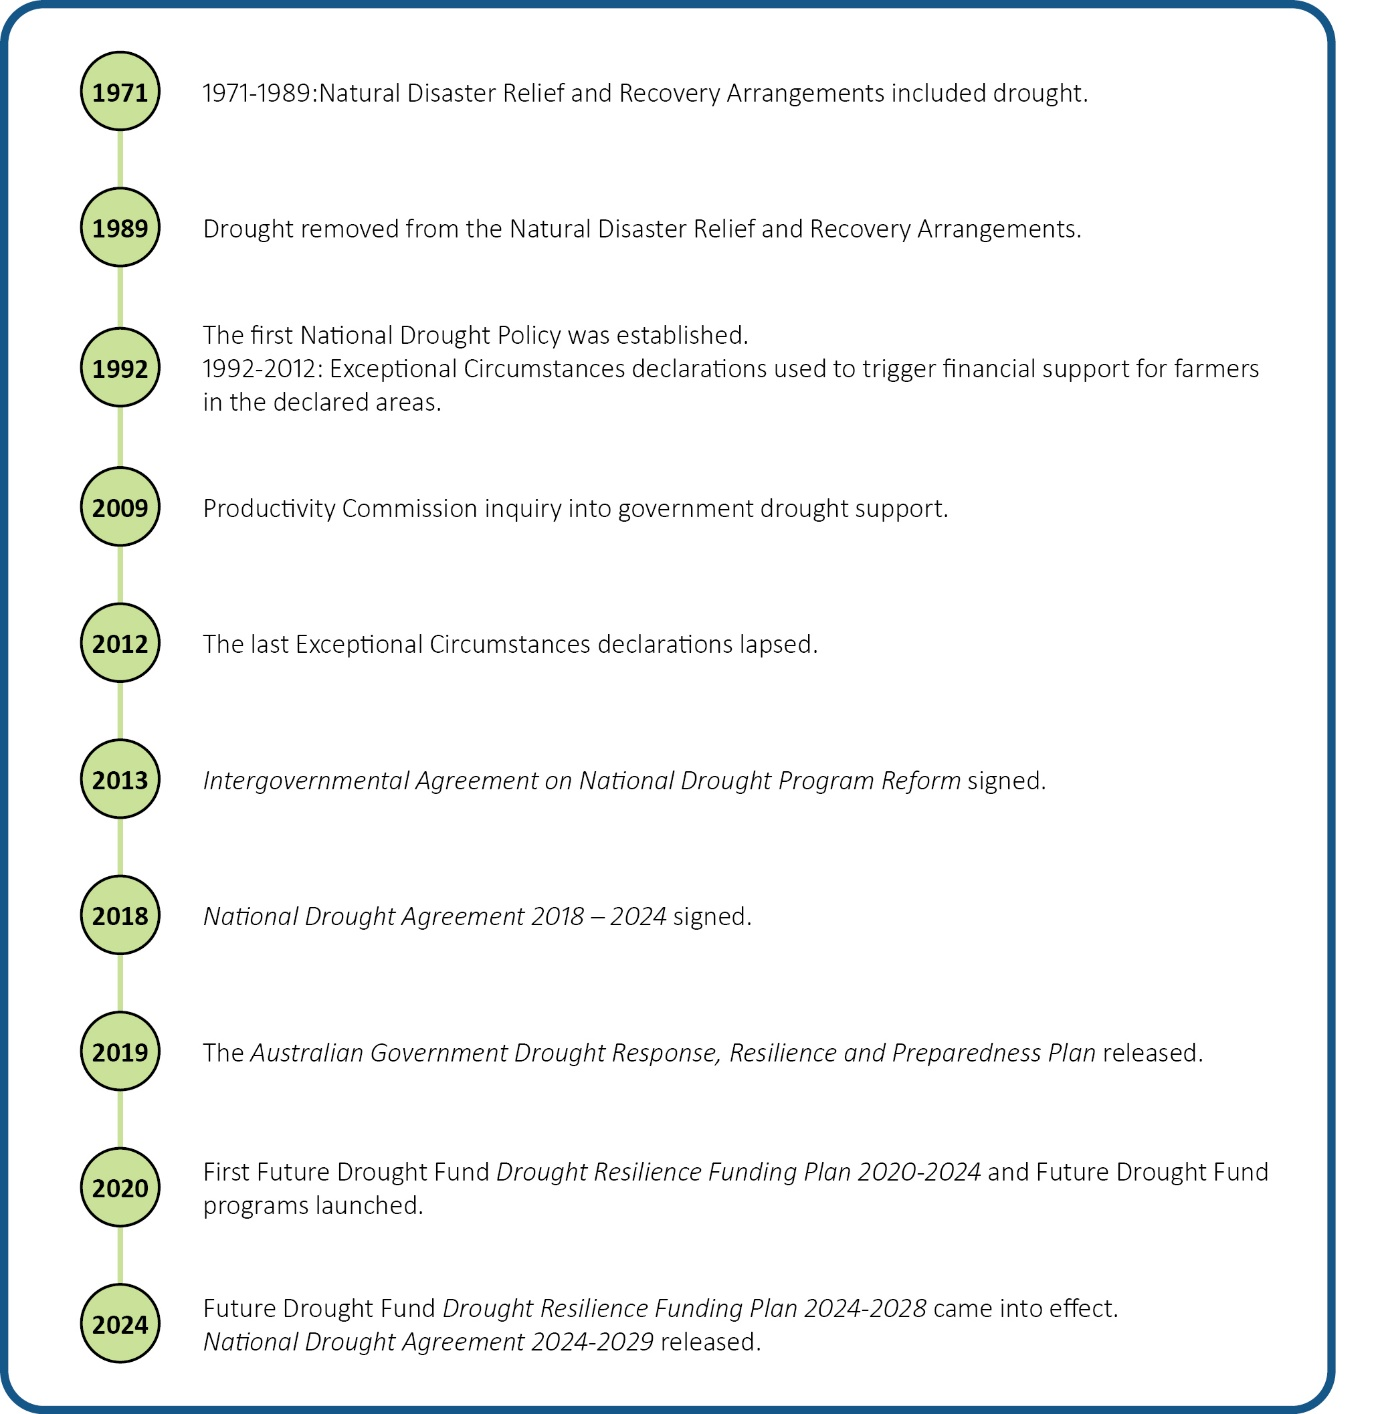 1971
1971-1989:Natural Disaster Relief and Recovery Arrangements included drought.
1989
Drought removed from the Natural Disaster Relief and Recovery Arrangements.
1992
The first National Drought Policy was established.
1992-2012: Exceptional Circumstances declarations used to trigger financial support for farmers
in the declared areas.
2009
Productivity Commission inquiry into government drought support.
2012
The last Exceptional Circumstances declarations lapsed.
2013
Intergovernmental Agreement on National Drought Program Reform signed.
2018
National Drought Agreement 2018 – 2024 signed.
2019
The Australian Government Drought Response, Resilience and Preparedness Plan released.
2020
First Future Drought Fund Drought Resilience Funding Plan 2020-2024 and Future Drought Fund
programs launched.
2024
Future Drought Fund Drought Resilience Funding Plan 2024-2028 came into effect.
National Drought Agreement 2024-2029 released.